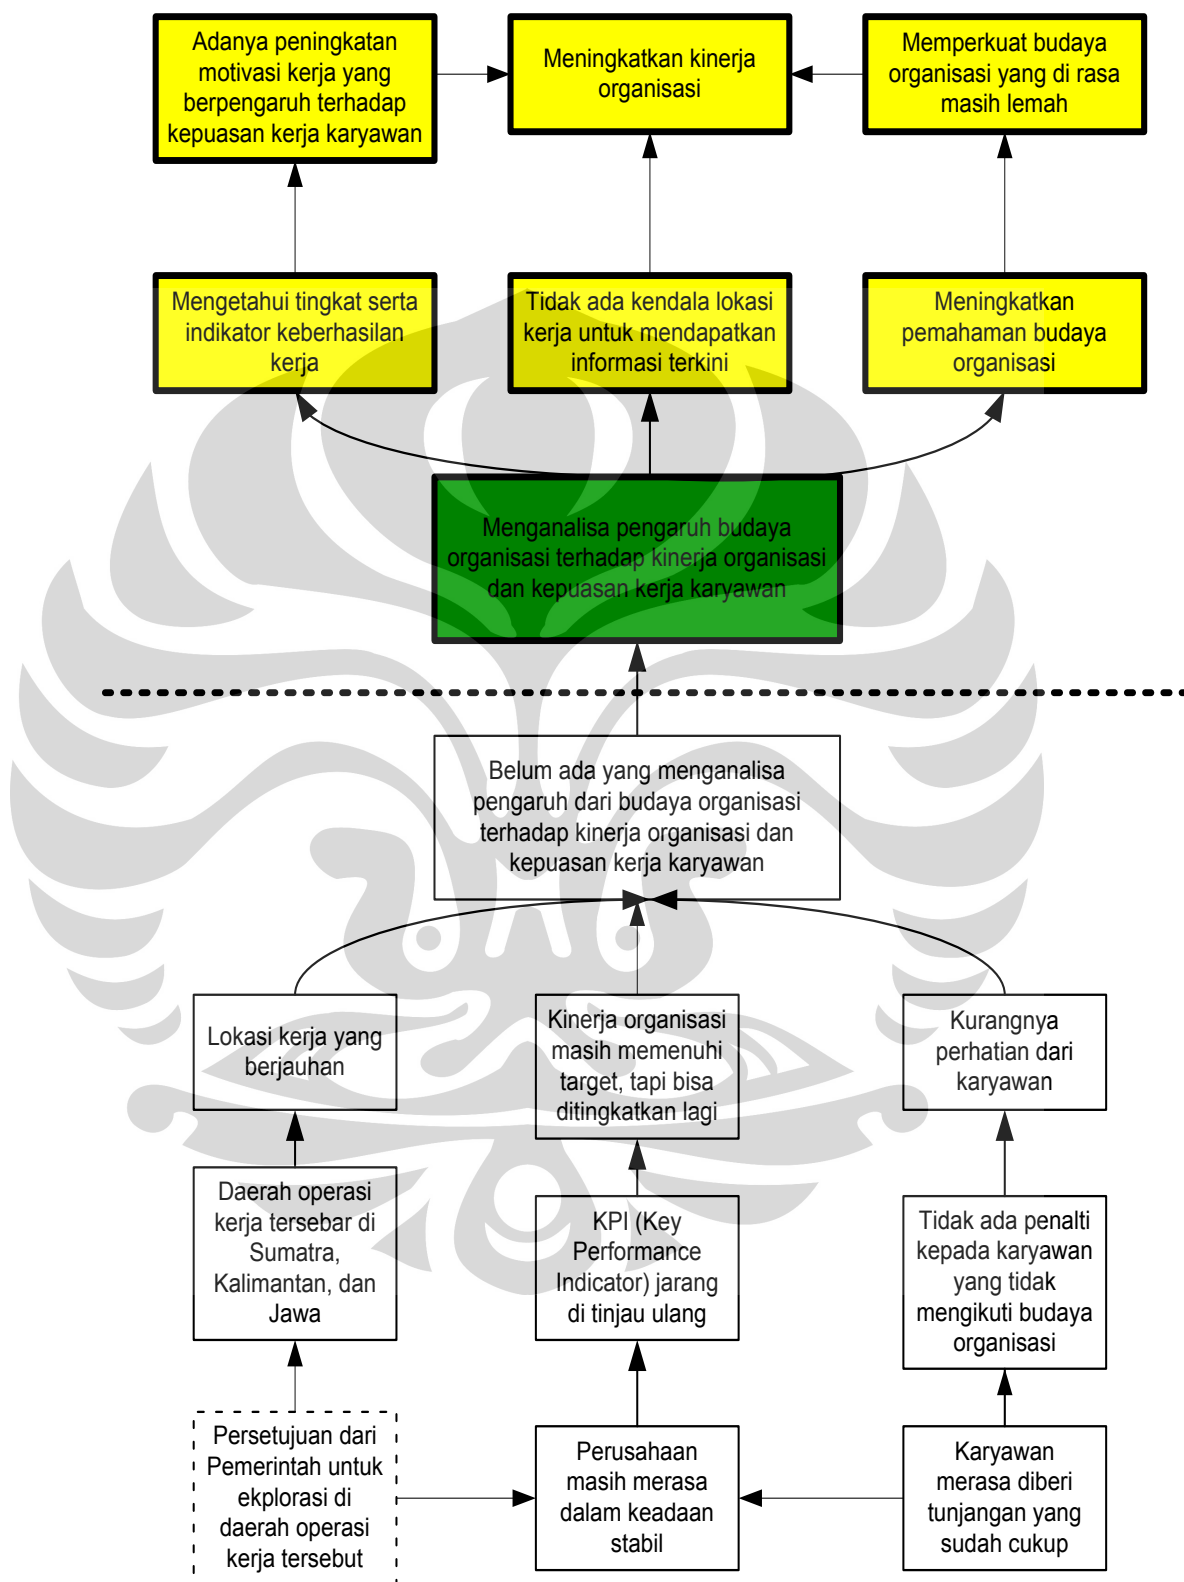 Adanya peningkatan
motivasi kerja yang
berpengaruh terhadap
kepuasan kerja karyawan
Meningkatkan kinerja
organisasi
Memperkuat budaya
organisasi yang di rasa
masih lemah
Mengetahui tingkat serta
indikator keberhasilan
kerja
Tidak ada kendala lokasi
kerja untuk mendapatkan
informasi terkini
Meningkatkan
pemahaman budaya
organisasi
Menganalisa pengaruh budaya
organisasi terhadap kinerja organisasi
dan kepuasan kerja karyawan
Belum ada yang menganalisa
pengaruh dari budaya organisasi
terhadap kinerja organisasi dan
kepuasan kerja karyawan
Lokasi kerja yang
berjauhan
Kinerja organisasi
masih memenuhi
target, tapi bisa
ditingkatkan lagi
Kurangnya
perhatian dari
karyawan
Daerah operasi
kerja tersebar di
Sumatra,
Kalimantan, dan
Jawa
KPI (Key
Performance
Indicator) jarang
di tinjau ulang
Tidak ada penalti
kepada karyawan
yang tidak
mengikuti budaya
organisasi
Persetujuan dari
Pemerintah untuk
ekplorasi di
daerah operasi
kerja tersebut
Perusahaan
masih merasa
dalam keadaan
stabil
Karyawan
merasa diberi
tunjangan yang
sudah cukup